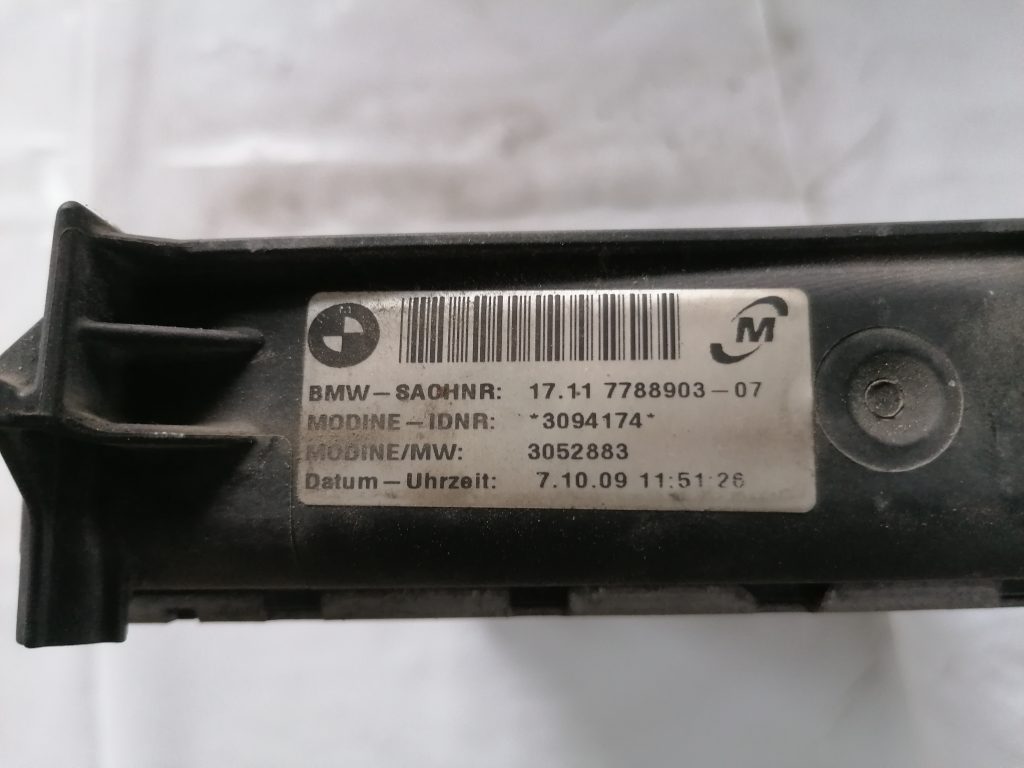 M
BMW-SACHNR: 17.11 7788903-07
MODINE-IDNR: *3094174*
MODINE/MW: 3052883
Datum-Uhrzeit: 7.10.09 11:51:26